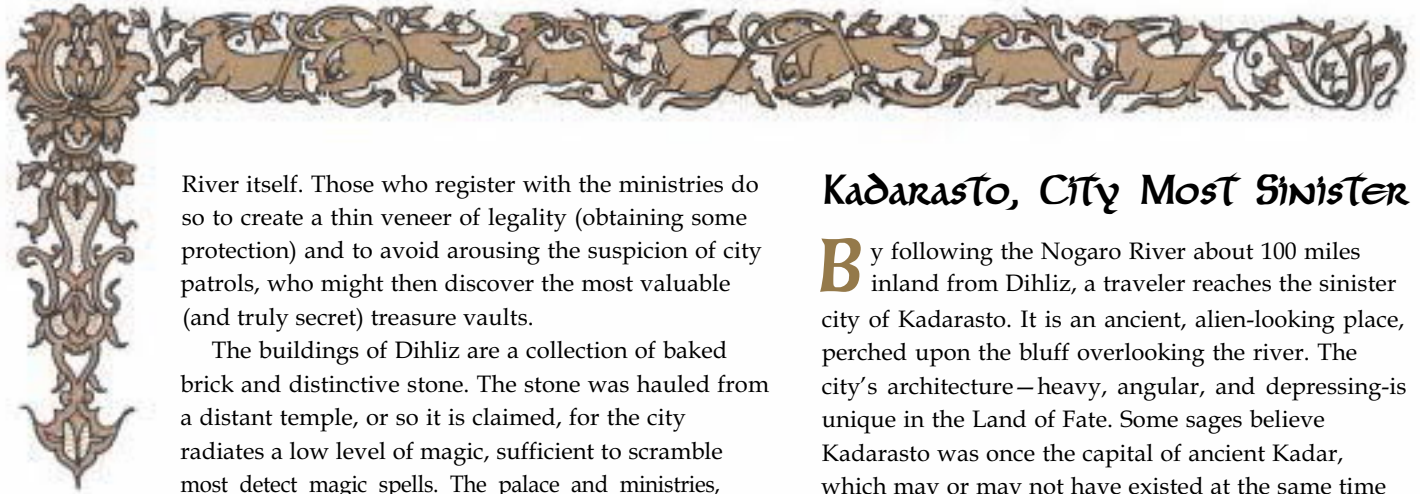 River itself. Those who register with the ministries do
so to create a thin veneer of legality (obtaining some
protection) and to avoid arousing the suspicion of city
patrols, who might then discover the most valuable
(and truly secret) treasure vaults.
The buildings of Dihliz are a collection of baked
brick and distinctive stone. The stone was hauled from
a distant temple, or so it is claimed, for the city
radiates a low level of magic, sufficient to scramble
most detect magic spells. The palace and ministries,
Kadarasto, City Most Sinister
By following the Nogaro River about 100 miles
inland from Dihliz, a traveler reaches the sinister
city of Kadarasto. It is an ancient, alien-looking place,
perched upon the bluff overlooking the river. The
city's architecture—heavy, angular, and depressing-is
unique in the Land of Fate. Some sages believe
Kadarasto was once the capital of ancient Kadar,
which may or may not have existed at the same time